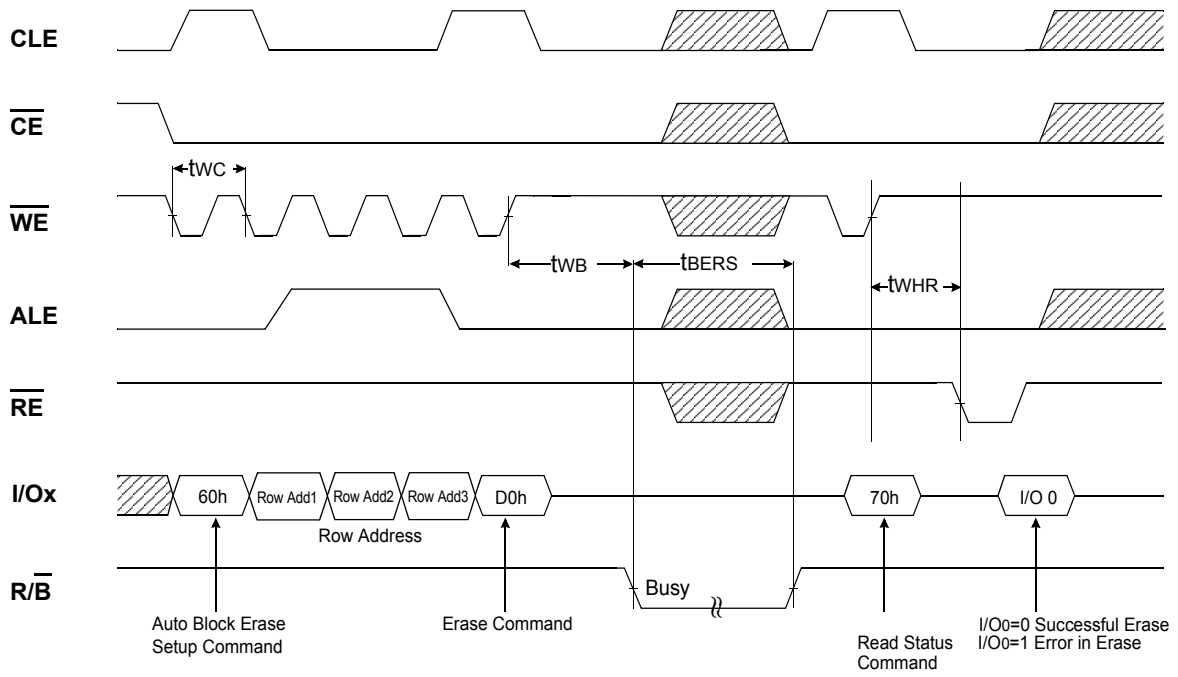 CLE
CE
tWC
WE
tWB
tBERS
tWHR
ALE
RE
I/Ox
60h
Row Add1
Row Add2
Row Add3
D0h
70h
I/O 0
Row Address
R/B
Busy
Auto Block Erase
Setup Command
Erase Command
Read Status
Command
I/O0=0 Successful Erase
I/O0=1 Error in Erase